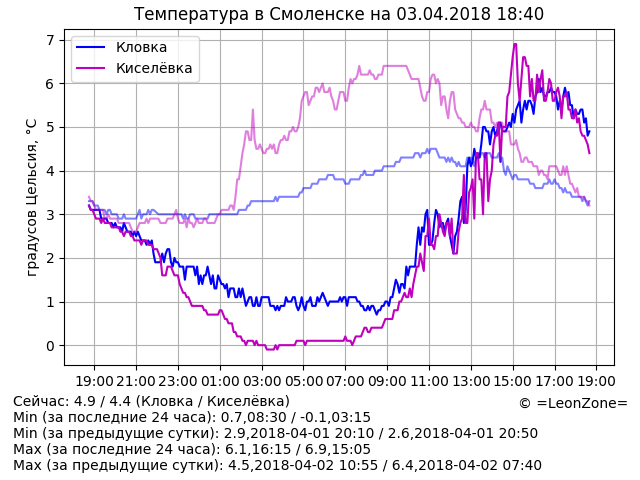 Температура в Смоленске на 03.04.2018 18:40
Кловка
Киселёвка
градусов Цельсия, °C
7
6
5
4
3
2
1
0
19:00 21:00 23:00 01:00 03:00 05:00 07:00 09:00 11:00 13:00 15:00 17:00 19:00
Сейчас: 4.9 / 4.4 (Кловка / Киселёвка)
© =LeonZone=
Min (за последние 24 часа): 0.7,08:30 / -0.1,03:15
Min (за предыдущие сутки): 2.9,2018-04-01 20:10 / 2.6,2018-04-01 20:50
Max (за последние 24 часа): 6.1,16:15 / 6.9,15:05
Max (за предыдущие сутки): 4.5,2018-04-02 10:55 / 6.4,2018-04-02 07:40